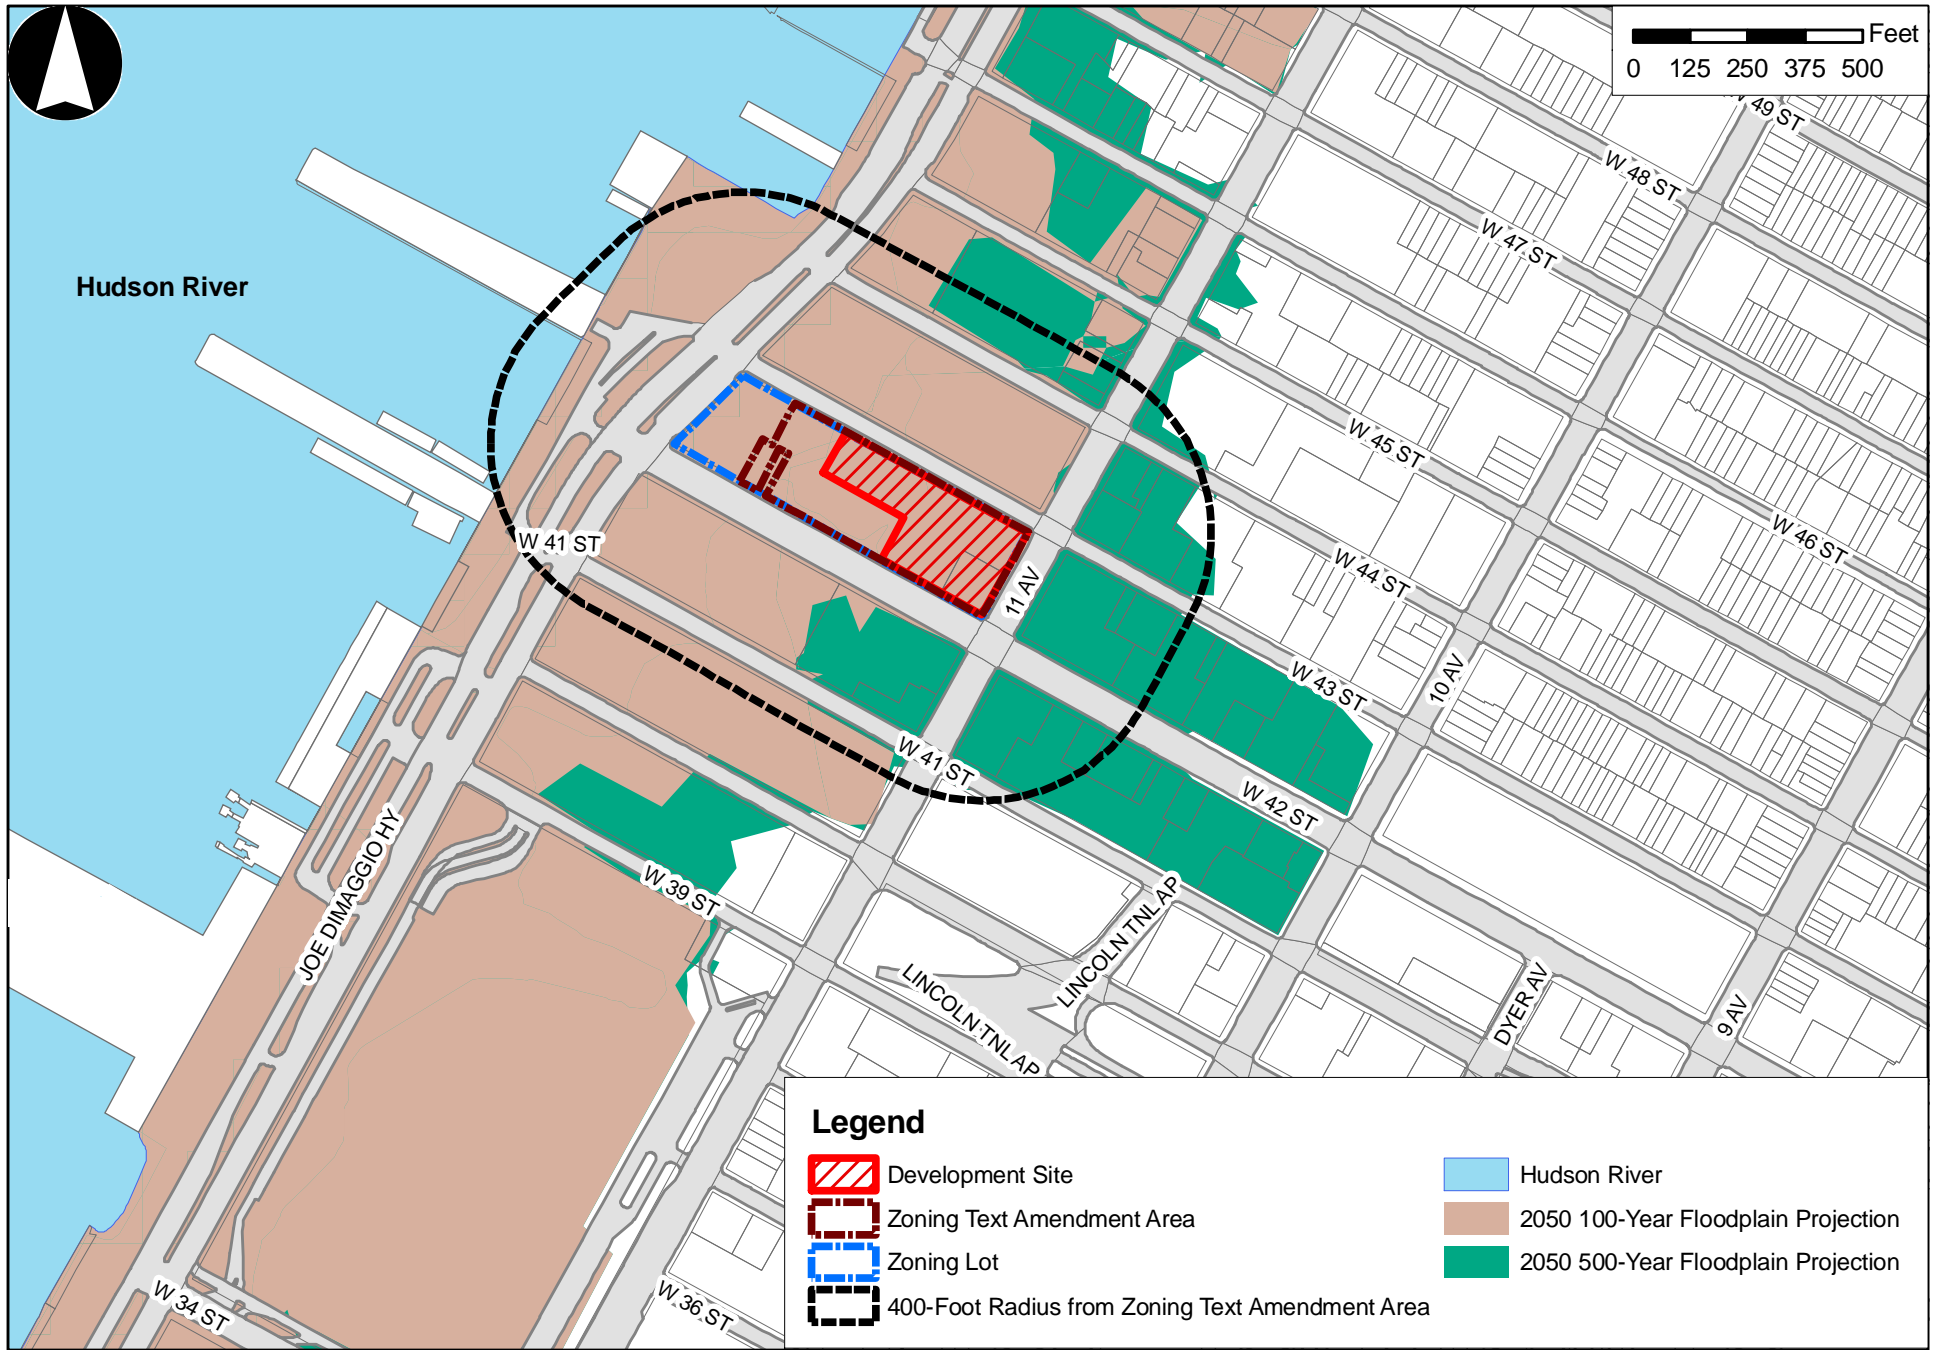 Feet
0 125 250 375 500
W 49 ST
W 48 ST
W 47 ST
Hudson River
W 45 ST
W 46 ST
W 41 ST
W 44 ST
11 AV
10 AV
W 43 ST
W 41 ST
W 42 ST
JOE DIMAGGIO HY
W 39 ST
LINCOLN TNL AP
LINCOLN TNL AP
DYER AV
9 AV
W 34 ST
W 36 ST
Legend
Development Site
Zoning Text Amendment Area
Zoning Lot
400-Foot Radius from Zoning Text Amendment Area
Hudson River
2050 100-Year Floodplain Projection
2050 500-Year Floodplain Projection